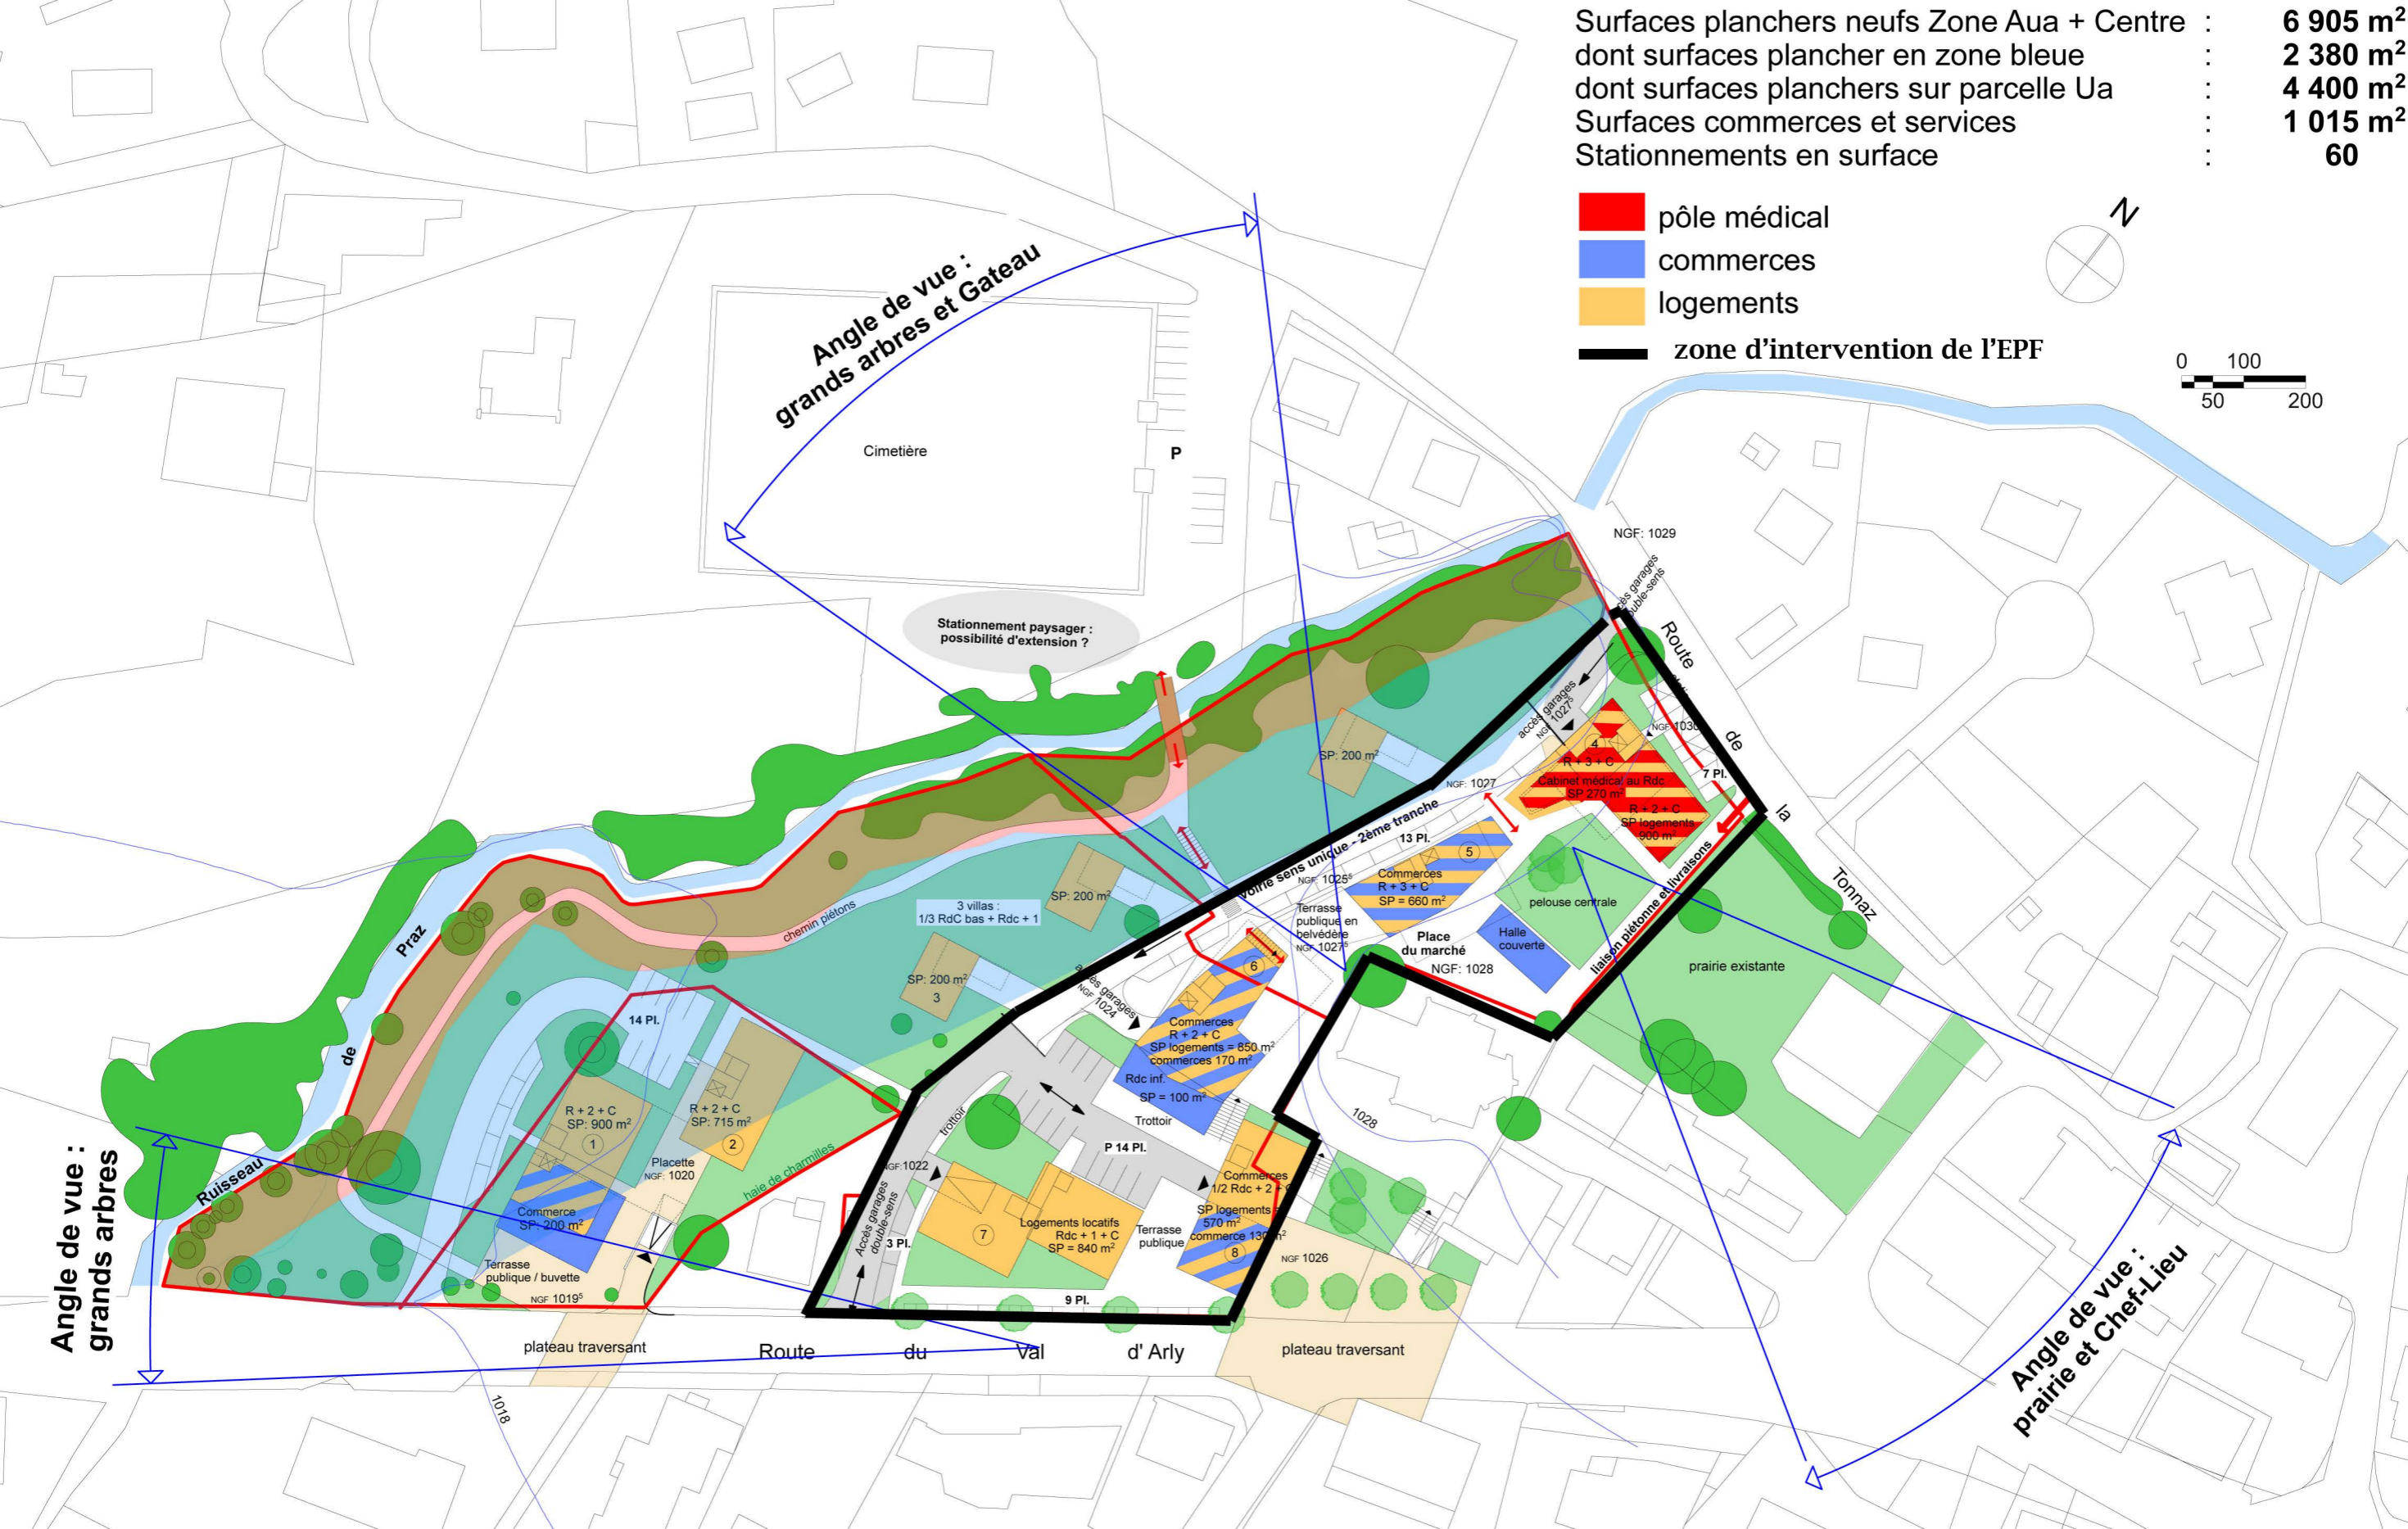 Surfaces planchers neufs Zone Aua + Centre : 6 905 m²
dont surfaces plancher en zone bleue : 2 380 m²
dont surfaces planchers sur parcelle Ua : 4 400 m²
Surfaces commerces et services : 1 015 m²
Stationnements en surface : 60
pôle médical
commerces
logements
zone d'intervention de l'EPF
N
0 100
50 200
Angle de vue :
grands arbres et Gateau
Cimetière
P
NGF: 1029
Stationnement paysager :
possibilité d'extension ?
double-sens
Route
de
la
Tonnaz
accès garages
NGF 1027⁵
SP: 200 m²
NGF: 1027
4
R + 3 + C
Cabinet médical au Rdc
SP 270 m²
R + 2 + C
SP logements
900 m²
7 Pl.
voirie sens unique - 2ème tranche
13 Pl.
NGF: 1025⁵
5
Commerces
R + 3 + C
SP = 660 m²
pelouse centrale
Halle
couverte
liaison piétonne et livraisons
prairie existante
Terrasse
publique en
belvédère
NGF 1027⁵
Place
du marché
NGF: 1028
SP: 200 m²
3 villas :
1/3 RdC bas + Rdc + 1
chemin piétons
SP: 200 m²
3
accès garages
NGF 1024
6
Commerces
R + 2 + C
SP logements = 850 m²
commerces 170 m²
Rdc inf.
SP = 100 m²
Trottoir
trottoir
P 14 Pl.
1028
Praz
de
Ruisseau
14 Pl.
R + 2 + C
SP: 900 m²
1
R + 2 + C
SP: 715 m²
2
Placette
NGF: 1020
haie de charmilles
Commerce
SP: 200 m²
Terrasse
publique / buvette
NGF 1019⁵
NGF: 1022
Accès garages
double-sens
3 Pl.
7
Logements locatifs
Rdc + 1 + C
SP = 840 m²
Terrasse
publique
Commerces
1/2 Rdc + 2 +
SP logements
570 m²
8
NGF 1026
9 Pl.
plateau traversant
Route du Val d' Arly
plateau traversant
1018
Angle de vue :
grands arbres
Angle de vue :
prairie et Chef-Lieu